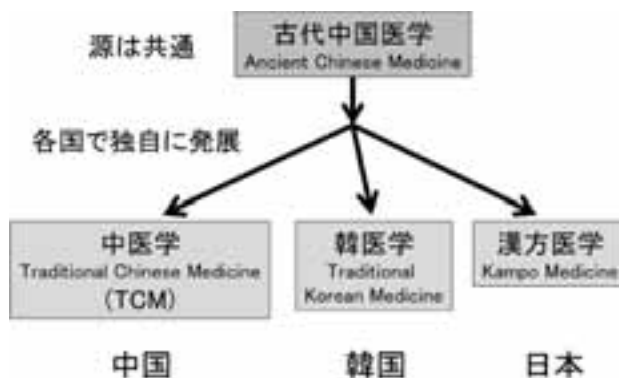 源は共通
古代中国医学
Ancient Chinese Medicine
各国で独自に発展
中医学
Traditional Chinese Medicine
(TCM)
韓医学
Traditional
Korean Medicine
漢方医学
Kampo Medicine
中国
韓国
日本